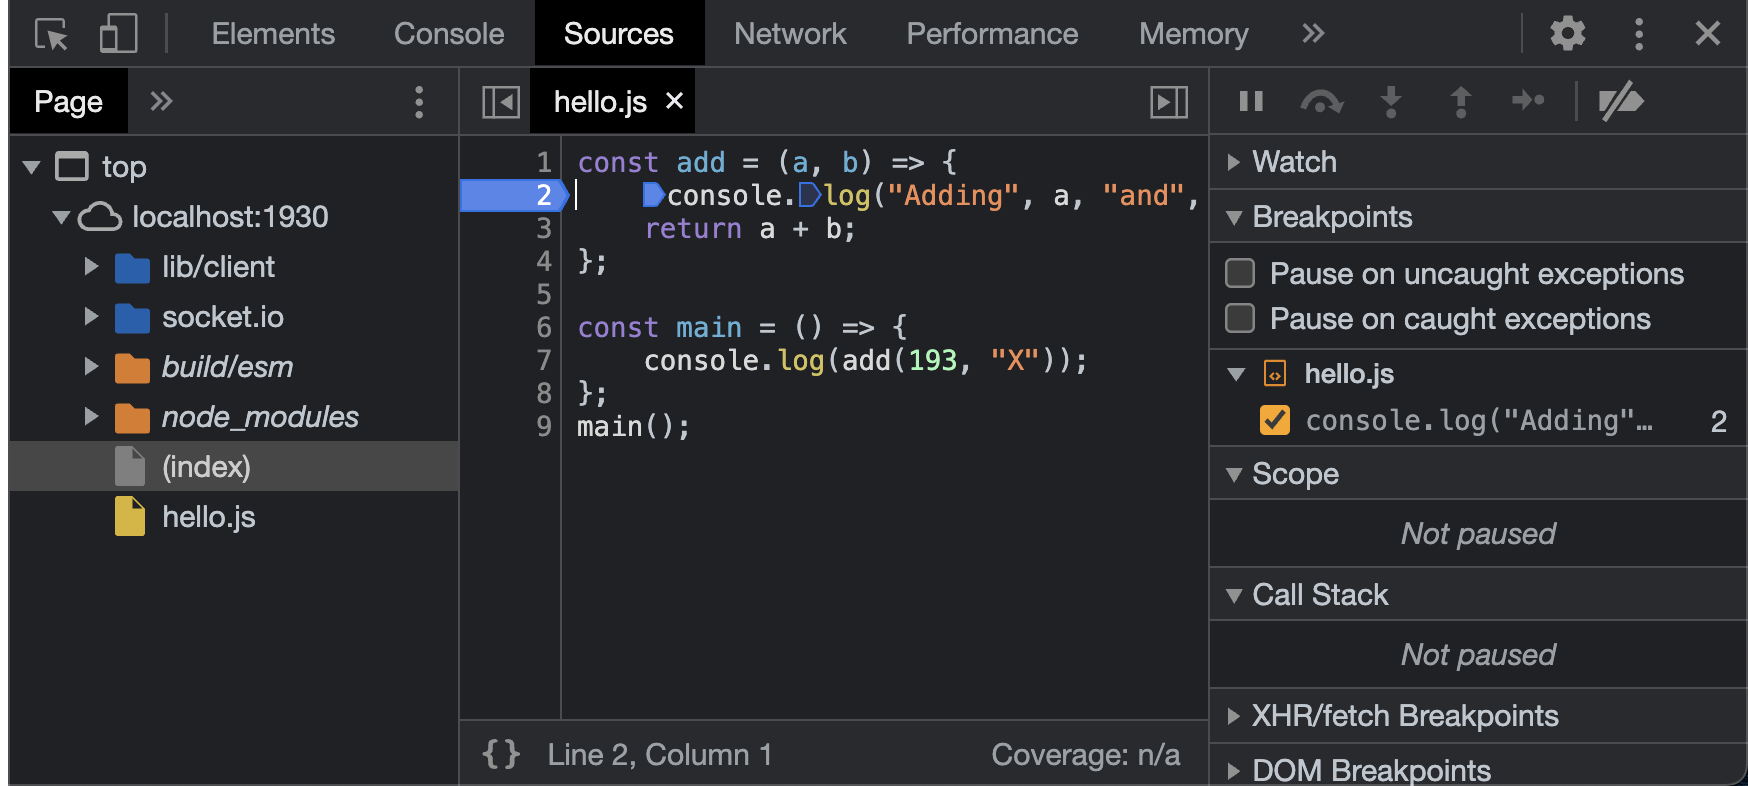 Elements Console Sources Network Performance Memory
Page
hello.js
top
localhost:1930
lib/client
socket.io
build/esm
node_modules
(index)
hello.js
1 const add = (a, b) => {
2 console.log("Adding", a, "and",
3 return a + b;
4 };
5
6 const main = () => {
7 console.log(add(193, "X"));
8 };
9 main();
{} Line 2, Column 1 Coverage: n/a
Watch
Breakpoints
Pause on uncaught exceptions
Pause on caught exceptions
hello.js
console.log("Adding"… 2
Scope
Not paused
Call Stack
Not paused
XHR/fetch Breakpoints
DOM Breakpoints